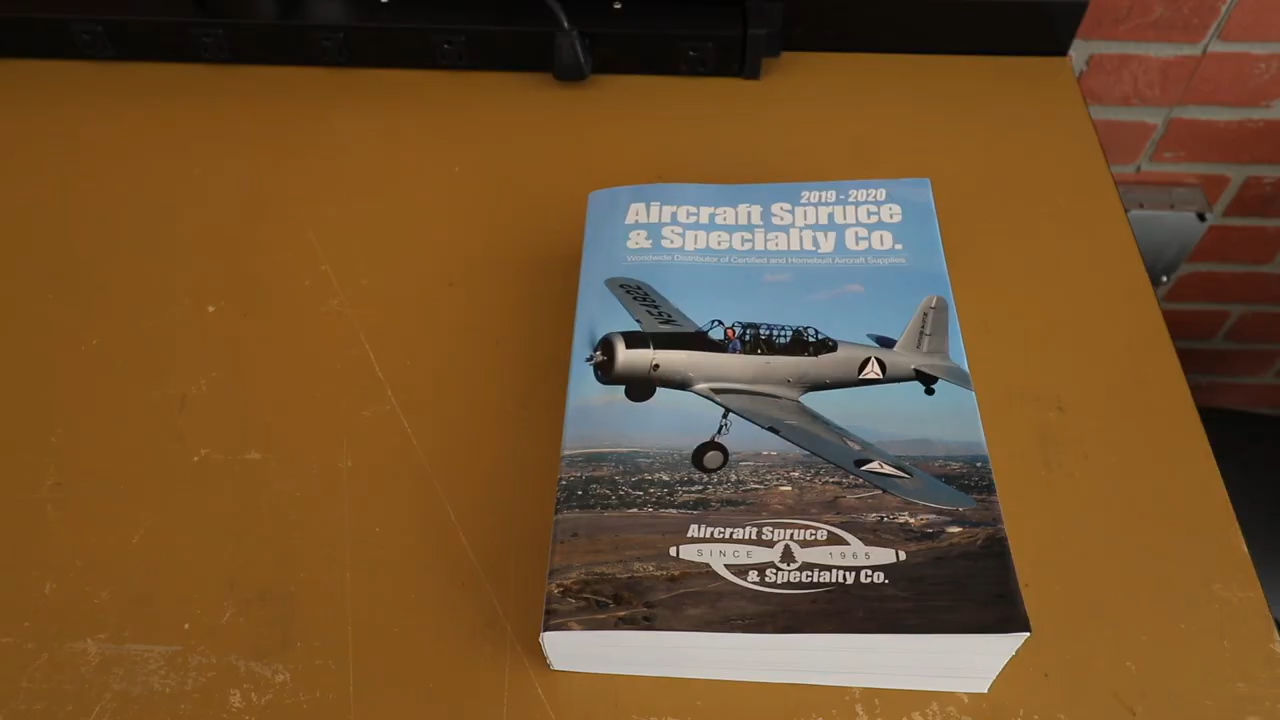 2019 - 2020
Aircraft Spruce
& Specialty Co.
Worldwide Distributor of Certified and Homebuilt Aircraft Supplies
N54822
Aircraft Spruce
SINCE 1965
& Specialty Co.